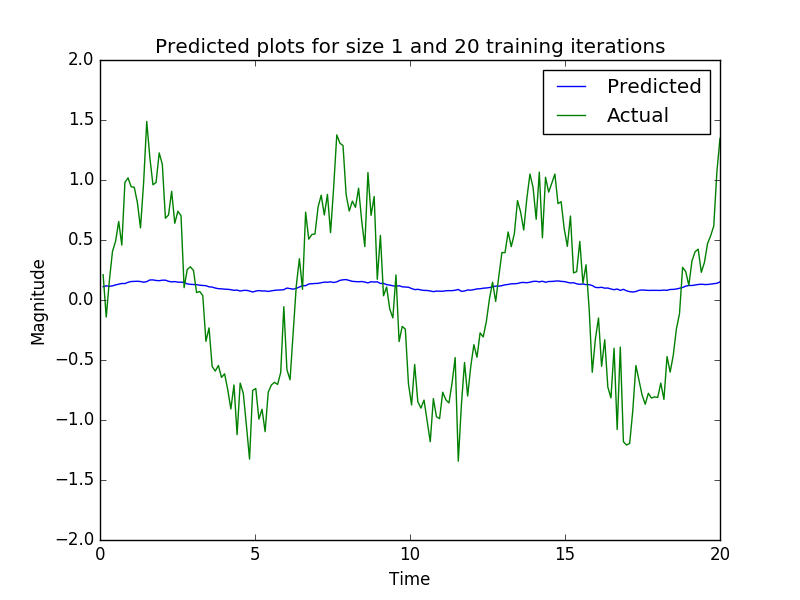 Predicted plots for size 1 and 20 training iterations
2.0
1.5
1.0
0.5
0.0
−0.5
−1.0
−1.5
−2.0
Magnitude
0
5
10
15
20
Time
Predicted
Actual